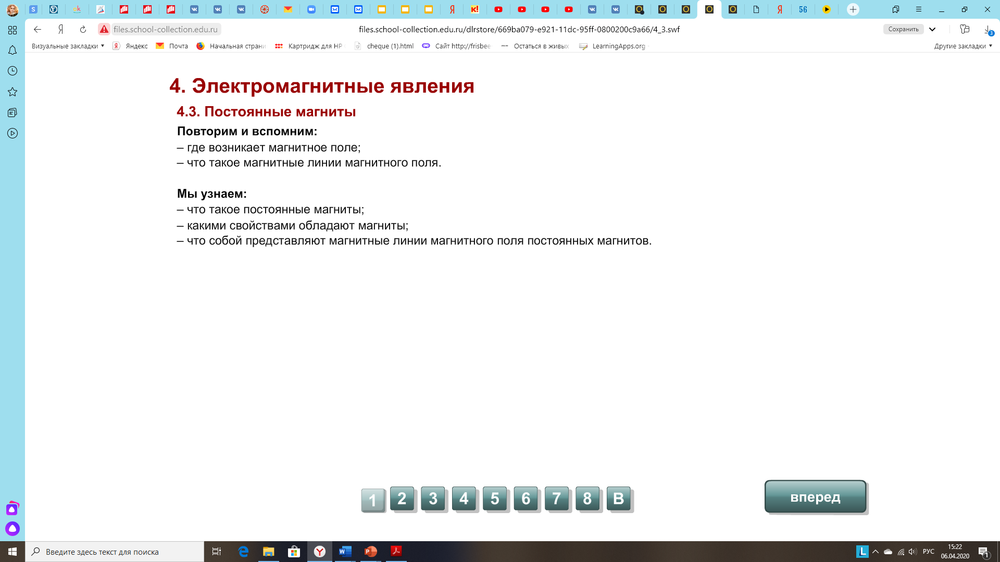 files.school-collection.edu.ru
files.school-collection.edu.ru/dlrstore/669ba079-e921-11dc-95ff-0800200c9a66/4_3.swf
Сохранить
3
Визуальные закладки
Яндекс
Почта
Начальная страни
Картридж для HP
cheque (1).html
Сайт http://frisbee
Остаться в живых
LearningApps.org
Другие закладки
4. Электромагнитные явления
4.3. Постоянные магниты
Повторим и вспомним:
– где возникает магнитное поле;
– что такое магнитные линии магнитного поля.
Мы узнаем:
– что такое постоянные магниты;
– какими свойствами обладают магниты;
– что собой представляют магнитные линии магнитного поля постоянных магнитов.
1 2 3 4 5 6 7 8 В
вперед
Введите здесь текст для поиска
РУС
15:22
06.04.2020
1